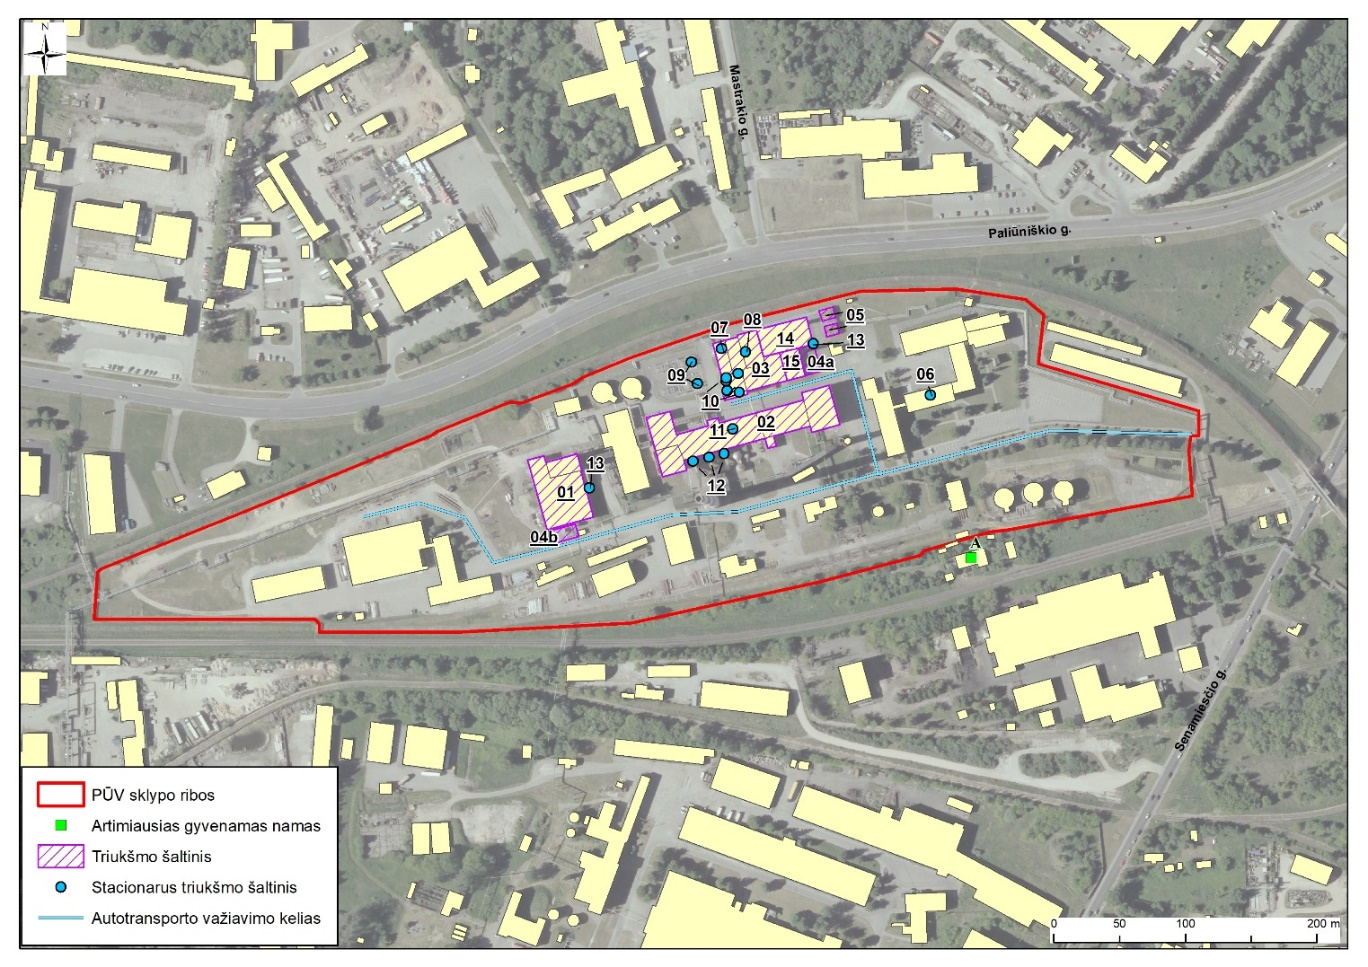 N
Mastrakio g.
Paliūniškio g.
05
08
07
14
13
03
15
04a
09
06
10
11
02
13
12
01
04b
A
Senamiesčio g.
PŪV sklypo ribos
Artimiausias gyvenamas namas
Triukšmo šaltinis
Stacionarus triukšmo šaltinis
Autotransporto važiavimo kelias
0 50 100 200 m